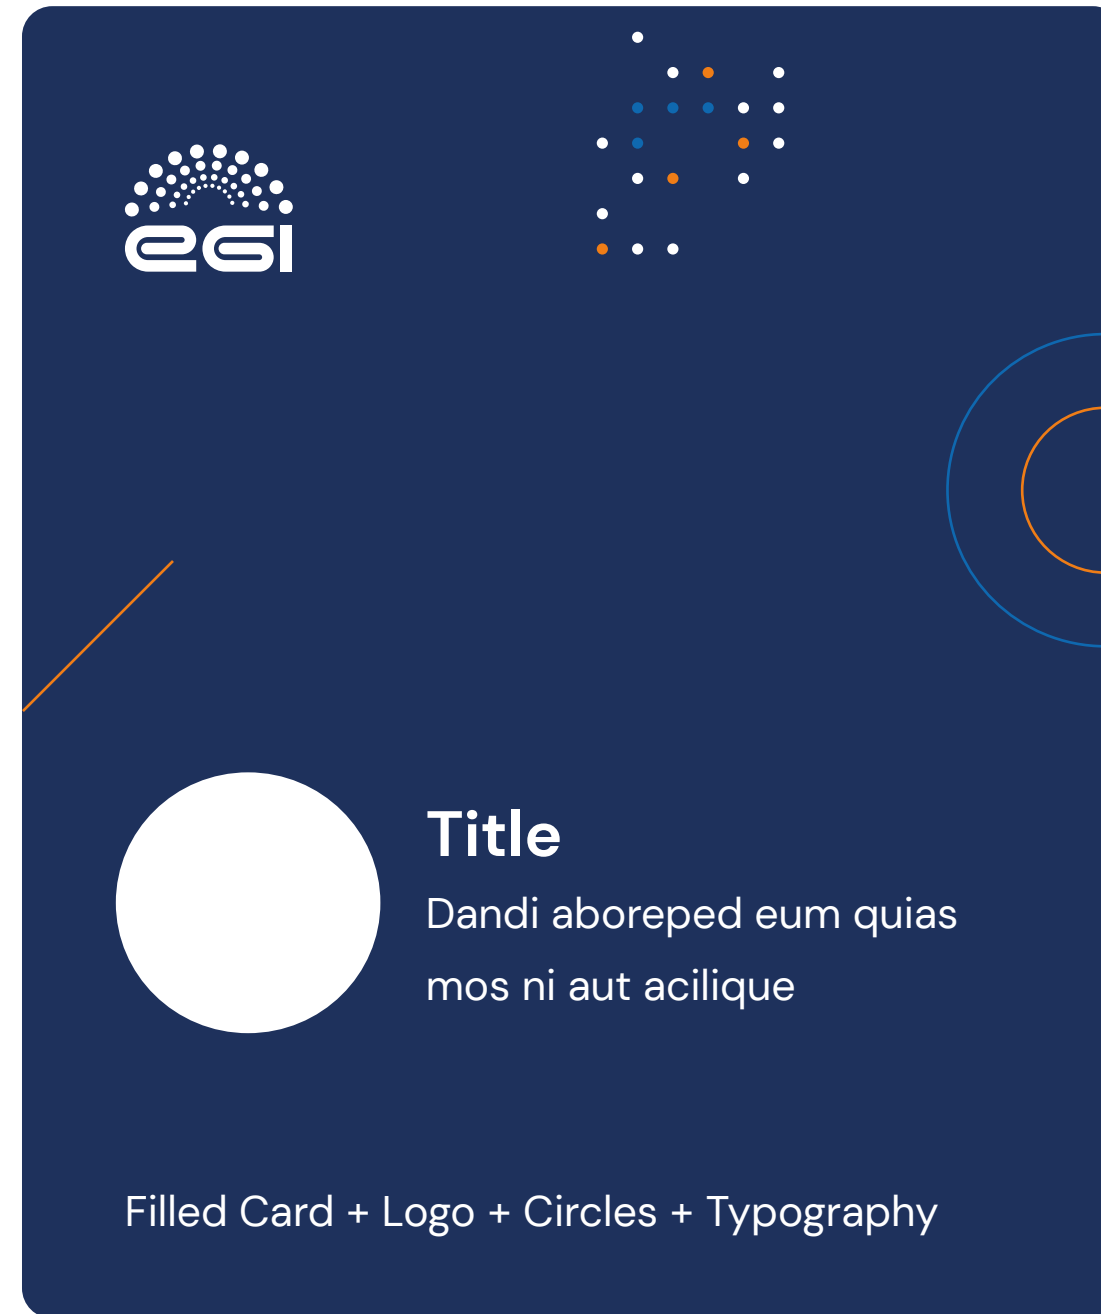 egi
Title
Dandi aboreped eum quias
mos ni aut acilique
Filled Card + Logo + Circles + Typography